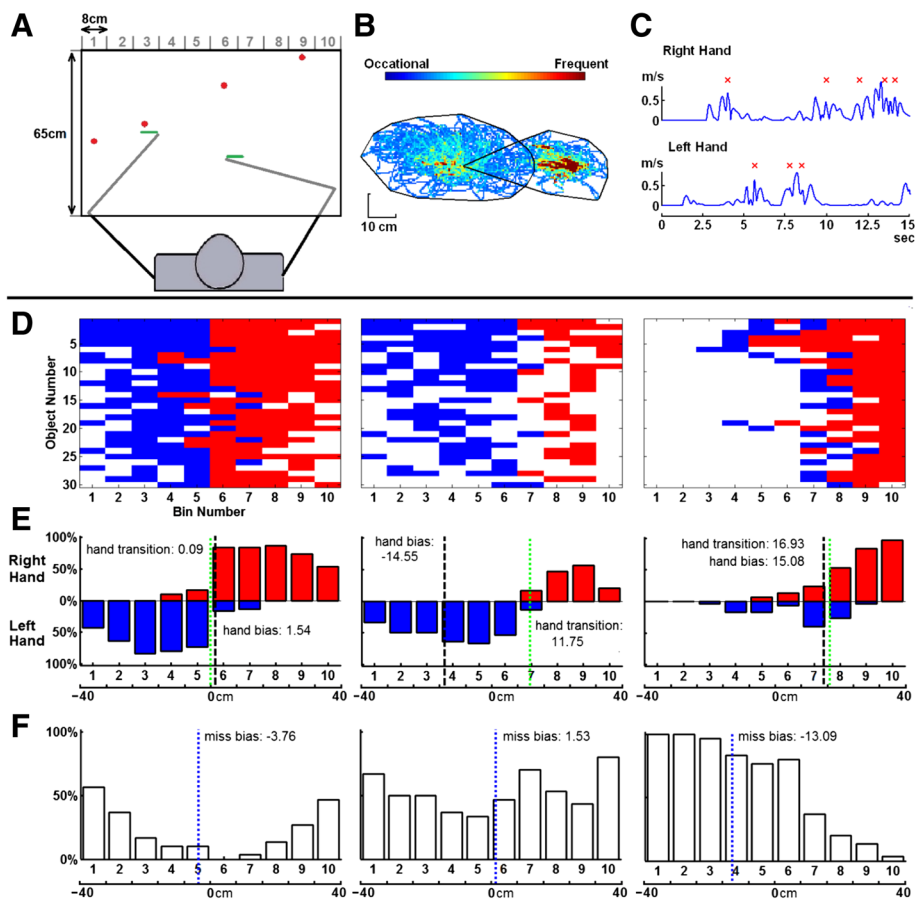 A
8cm
1 2 3 4 5 6 7 8 9 10
65cm
B
Occational Frequent
10 cm
C
Right Hand
m/s
0.5
Left Hand
m/s
0.5
0
0 2.5 5 7.5 10 12.5 15
sec
D
Object Number
5
10
15
20
25
30
1 2 3 4 5 6 7 8 9 10
Bin Number
1 2 3 4 5 6 7 8 9 10
1 2 3 4 5 6 7 8 9 10
E
100%
Right
Hand
50%
0%
Left
Hand
50%
100%
hand transition: 0.09
hand bias: 1.54
1 2 3 4 5 6 7 8 9 10
−40 0cm 40
hand bias:
-14.55
hand transition:
11.75
1 2 3 4 5 6 7 8 9 10
−40 0cm 40
hand transition: 16.93
hand bias: 15.08
1 2 3 4 5 6 7 8 9 10
−40 0cm 40
F
100%
50%
0%
miss bias: -3.76
1 2 3 4 5 6 7 8 9 10
−40 0cm 40
miss bias: 1.53
1 2 3 4 5 6 7 8 9 10
−40 0cm 40
miss bias: -13.09
1 2 3 4 5 6 7 8 9 10
−40 0cm 40